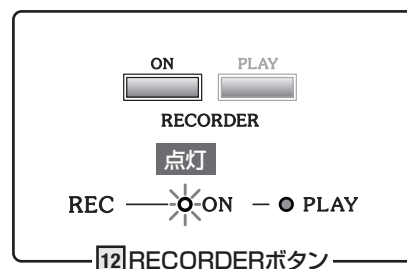 ON PLAY
RECORDER
点灯
REC ON PLAY
12 RECORDERボタン